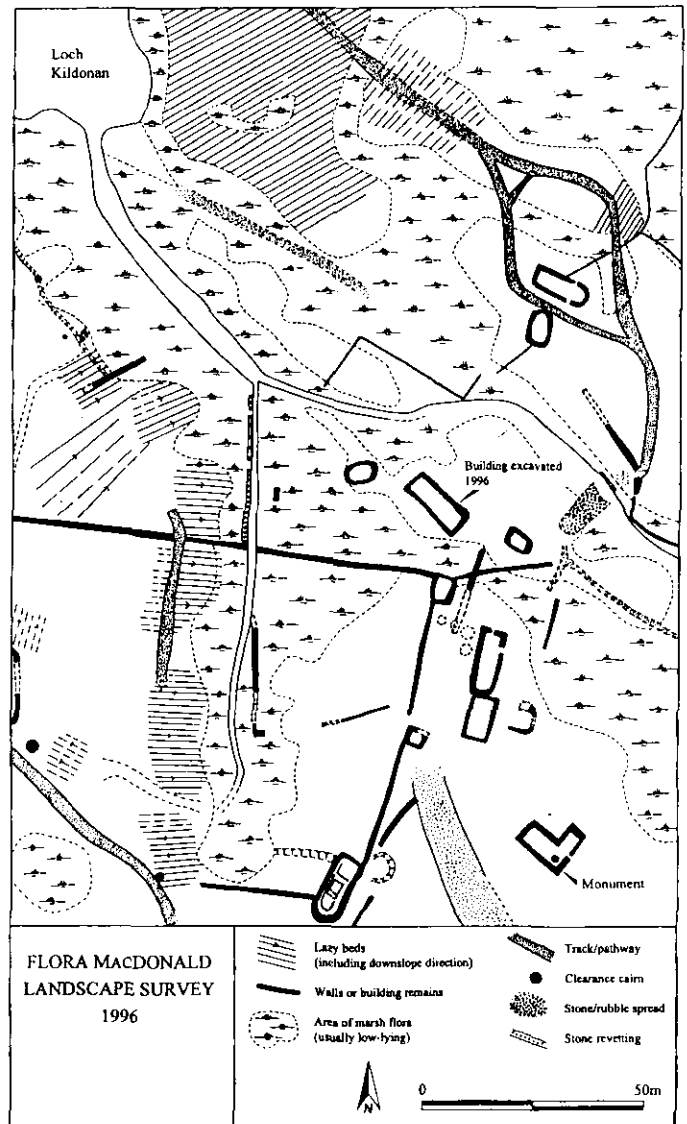 Loch
Kildonan
Building excavated
1996
Monument
FLORA MACDONALD
LANDSCAPE SURVEY
1996
Lazy beds
(including downslope direction)
Walls or building remains
Area of marsh flora
(usually low-lying)
Track/pathway
Clearance cairn
Stone/rubble spread
Stone revetting
N
0
50m